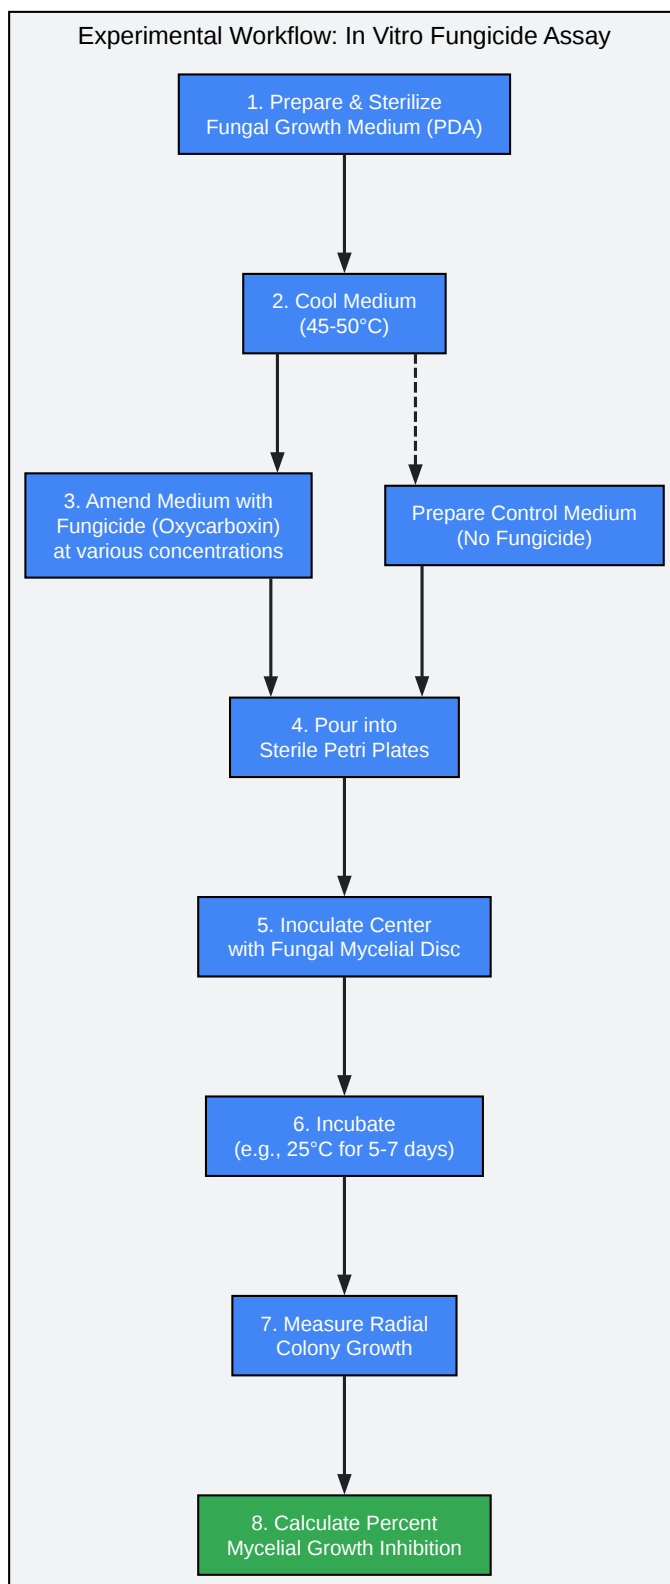 Experimental Workflow: In Vitro Fungicide Assay
1. Prepare & Sterilize
Fungal Growth Medium (PDA)
2. Cool Medium
(45-50°C)
3. Amend Medium with
Fungicide (Oxycarboxin)
at various concentrations
Prepare Control Medium
(No Fungicide)
4. Pour into
Sterile Petri Plates
5. Inoculate Center
with Fungal Mycelial Disc
6. Incubate
(e.g., 25°C for 5-7 days)
7. Measure Radial
Colony Growth
8. Calculate Percent
Mycelial Growth Inhibition